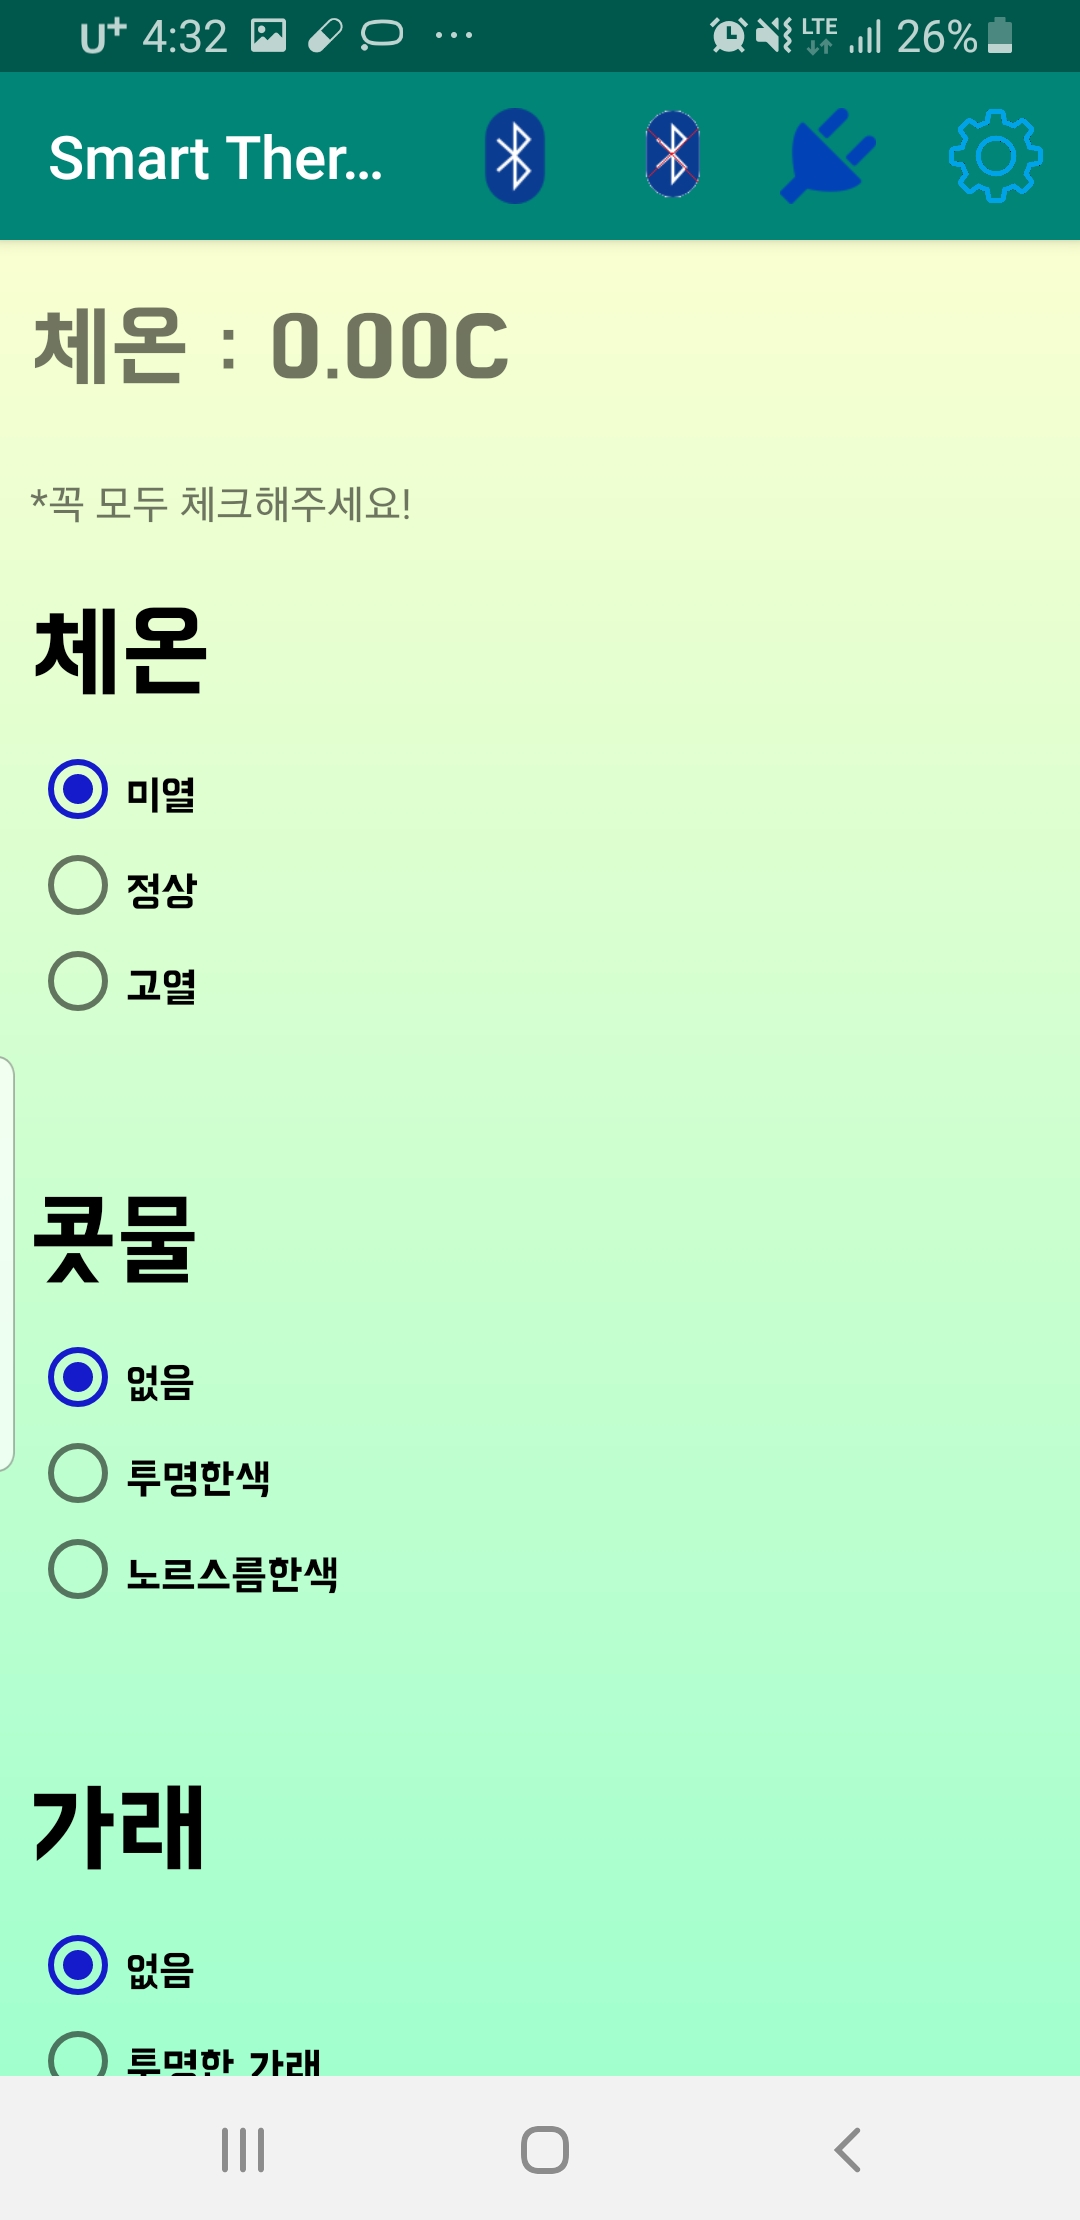 U+ 4:32 ... LTE 26%
Smart Ther...
체온 : 0.00C
*꼭 모두 체크해주세요!
체온
미열
정상
고열
콧물
없음
투명한색
노르스름한색
가래
없음
투명한 가래